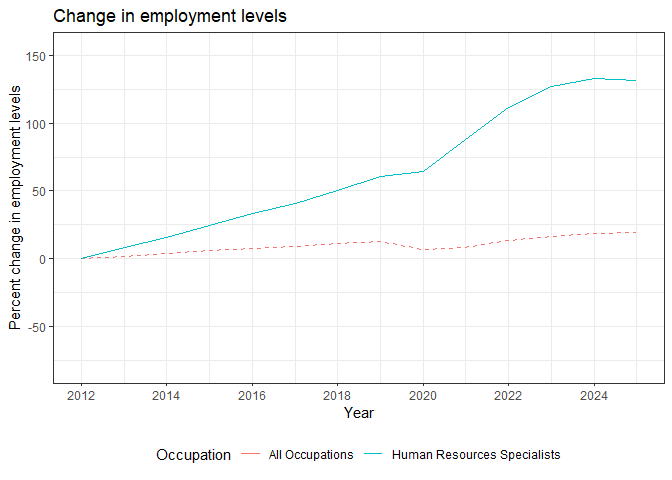 Change in employment levels
Percent change in employment levels
150
100
50
0
-50
2012 2014 2016 2018 2020 2022 2024
Year
Occupation All Occupations Human Resources Specialists